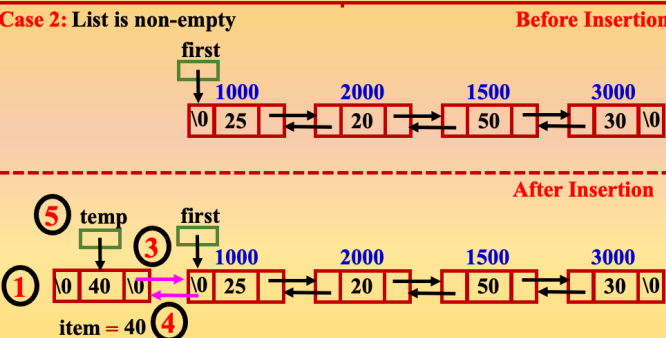 Case 2: List is non-empty Before Insertion
first
1000 2000 1500 3000
\0 25 20 50 30 \0
After Insertion
5 temp 3 first
1000 2000 1500 3000
1 \0 40 \0 \0 25 20 50 30 \0
item = 40 4